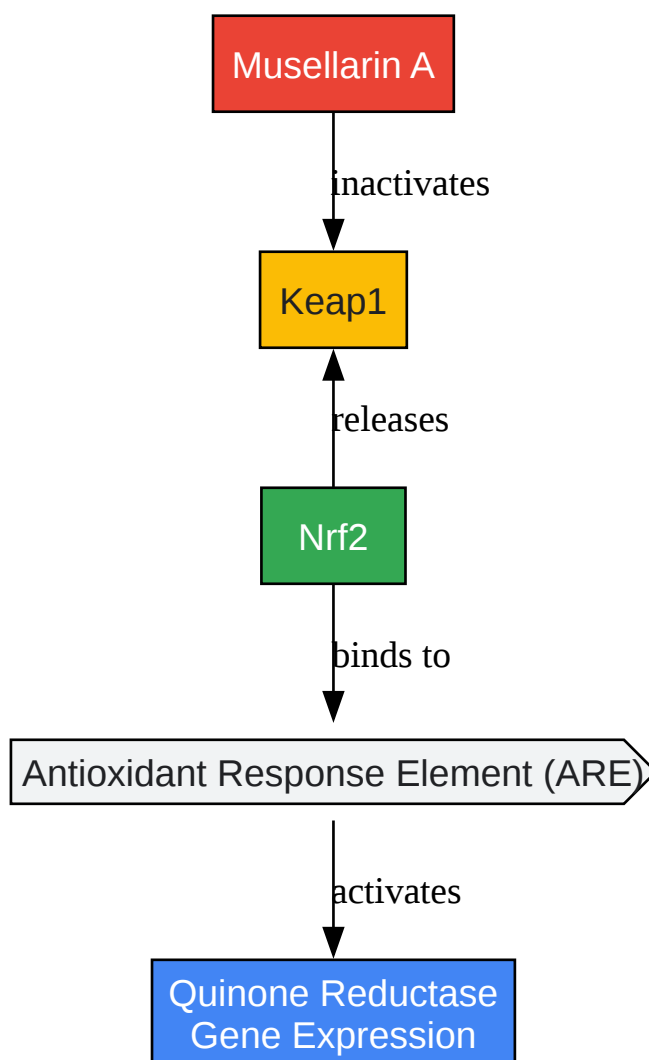 Musellarin A
inactivates
Keap1
releases
Nrf2
binds to
Antioxidant Response Element (ARE)
activates
Quinone Reductase
Gene Expression